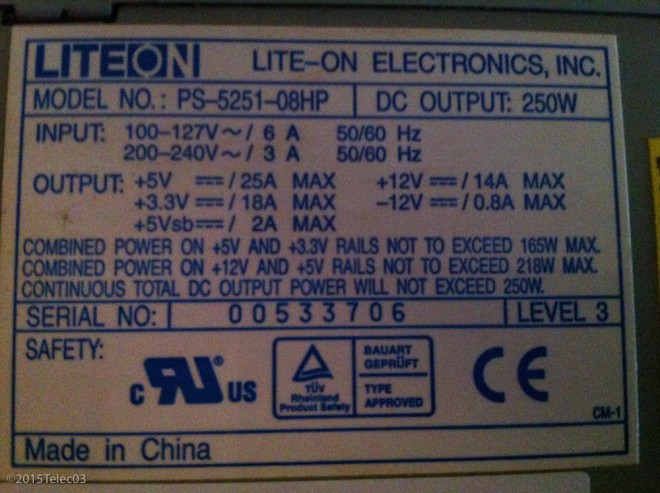 LITEON LITE-ON ELECTRONICS, INC.
MODEL NO.: PS-5251-08HP DC OUTPUT: 250W
INPUT: 100-127V~/ 6 A 50/60 Hz
200-240V~/ 3 A 50/60 Hz
OUTPUT: +5V ⎓/25A MAX +12V ⎓/14A MAX
+3.3V ⎓/18A MAX -12V ⎓/0.8A MAX
+5Vsb⎓/ 2A MAX
COMBINED POWER ON +5V AND +3.3V RAILS NOT TO EXCEED 165W MAX.
COMBINED POWER ON +12V AND +5V RAILS NOT TO EXCEED 218W MAX.
CONTINUOUS TOTAL DC OUTPUT POWER WILL NOT EXCEED 250W.
SERIAL NO: 00533706 LEVEL 3
SAFETY:
c RU US
TÜV
Rheinland
Product Safety
BAUART
GEPRÜFT
TYPE
APPROVED
CE
CM-1
Made in China
©2015Telec03